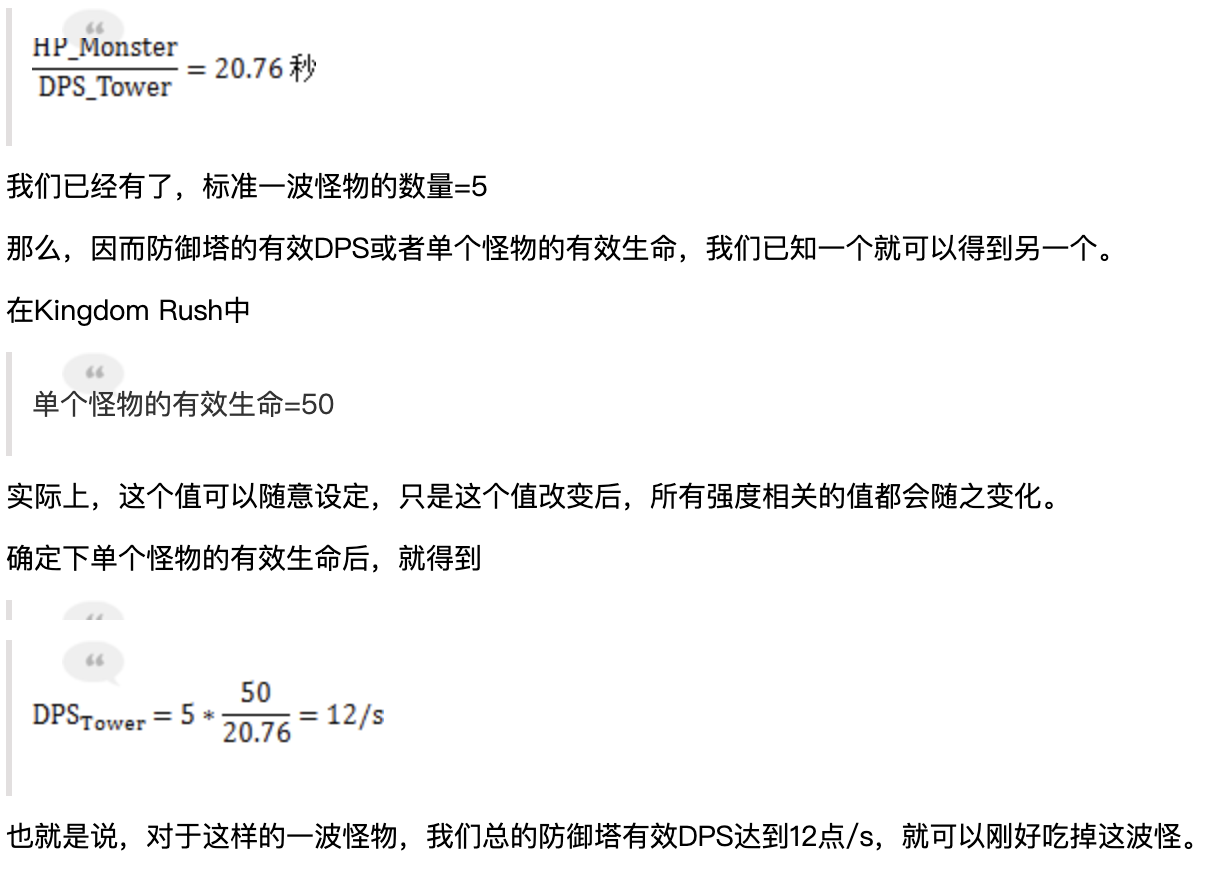 HP_Monster
DPS_Tower
= 20.76 秒
我们已经有了，标准一波怪物的数量=5
那么，因而防御塔的有效DPS或者单个怪物的有效生命，我们已知一个就可以得到另一个。
在Kingdom Rush中
单个怪物的有效生命=50
实际上，这个值可以随意设定，只是这个值改变后，所有强度相关的值都会随之变化。
确定下单个怪物的有效生命后，就得到
DPS_Tower = 5 * 50/20.76 = 12/s
也就是说，对于这样的一波怪物，我们总的防御塔有效DPS达到12点/s，就可以刚好吃掉这波怪。